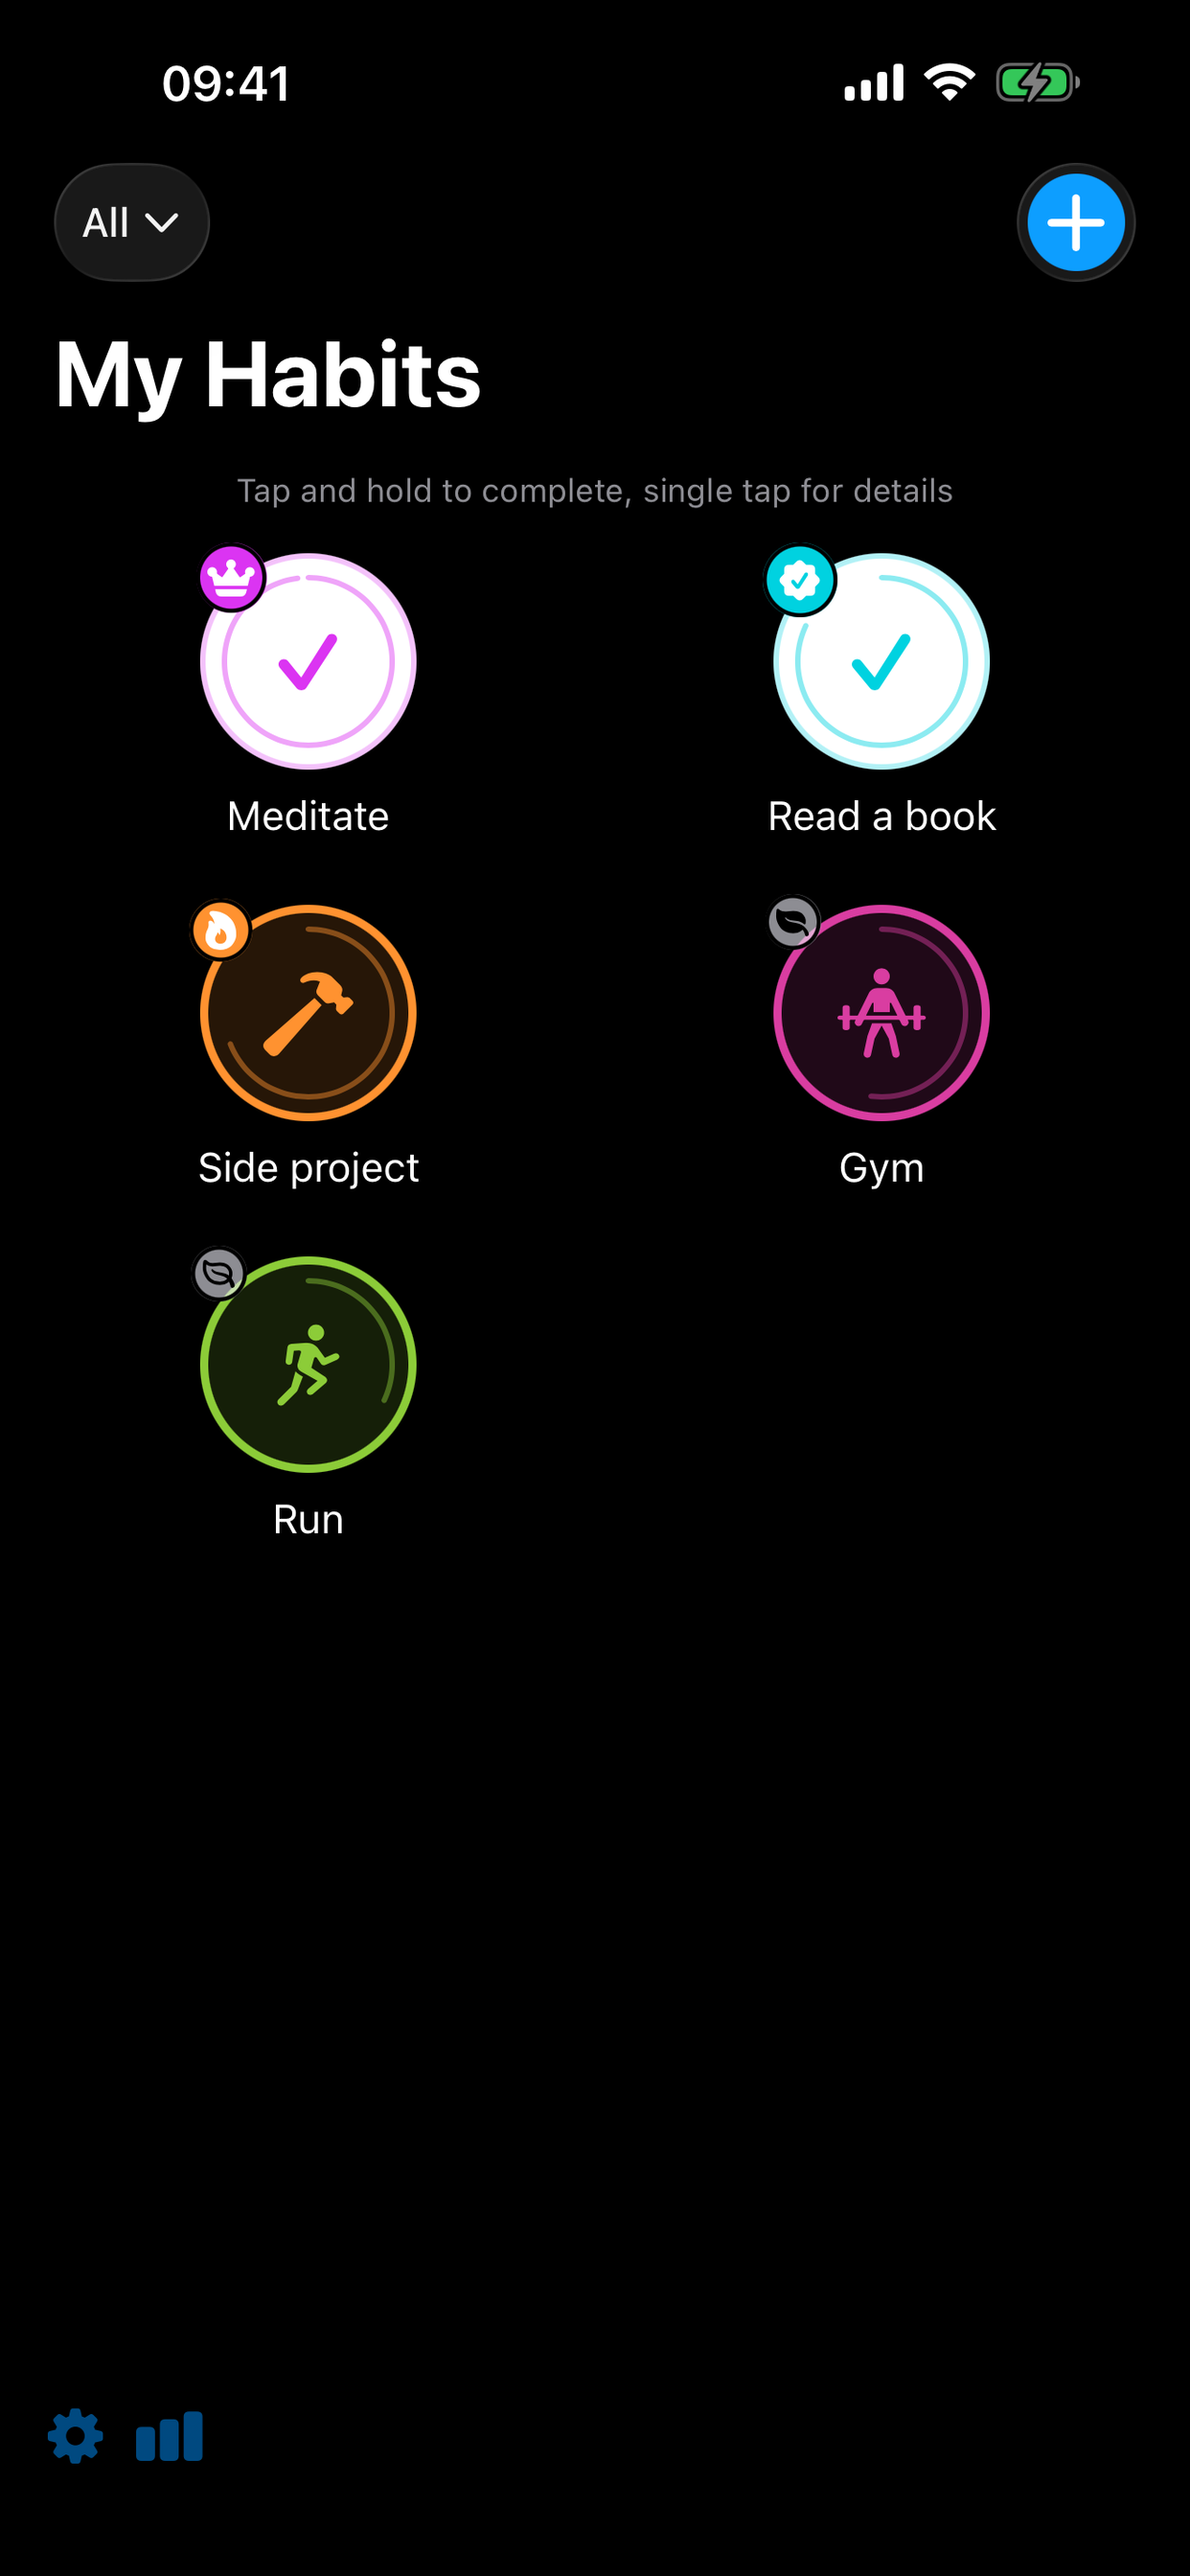 09:41
All
My Habits
Tap and hold to complete, single tap for details
Meditate
Read a book
Side project
Gym
Run